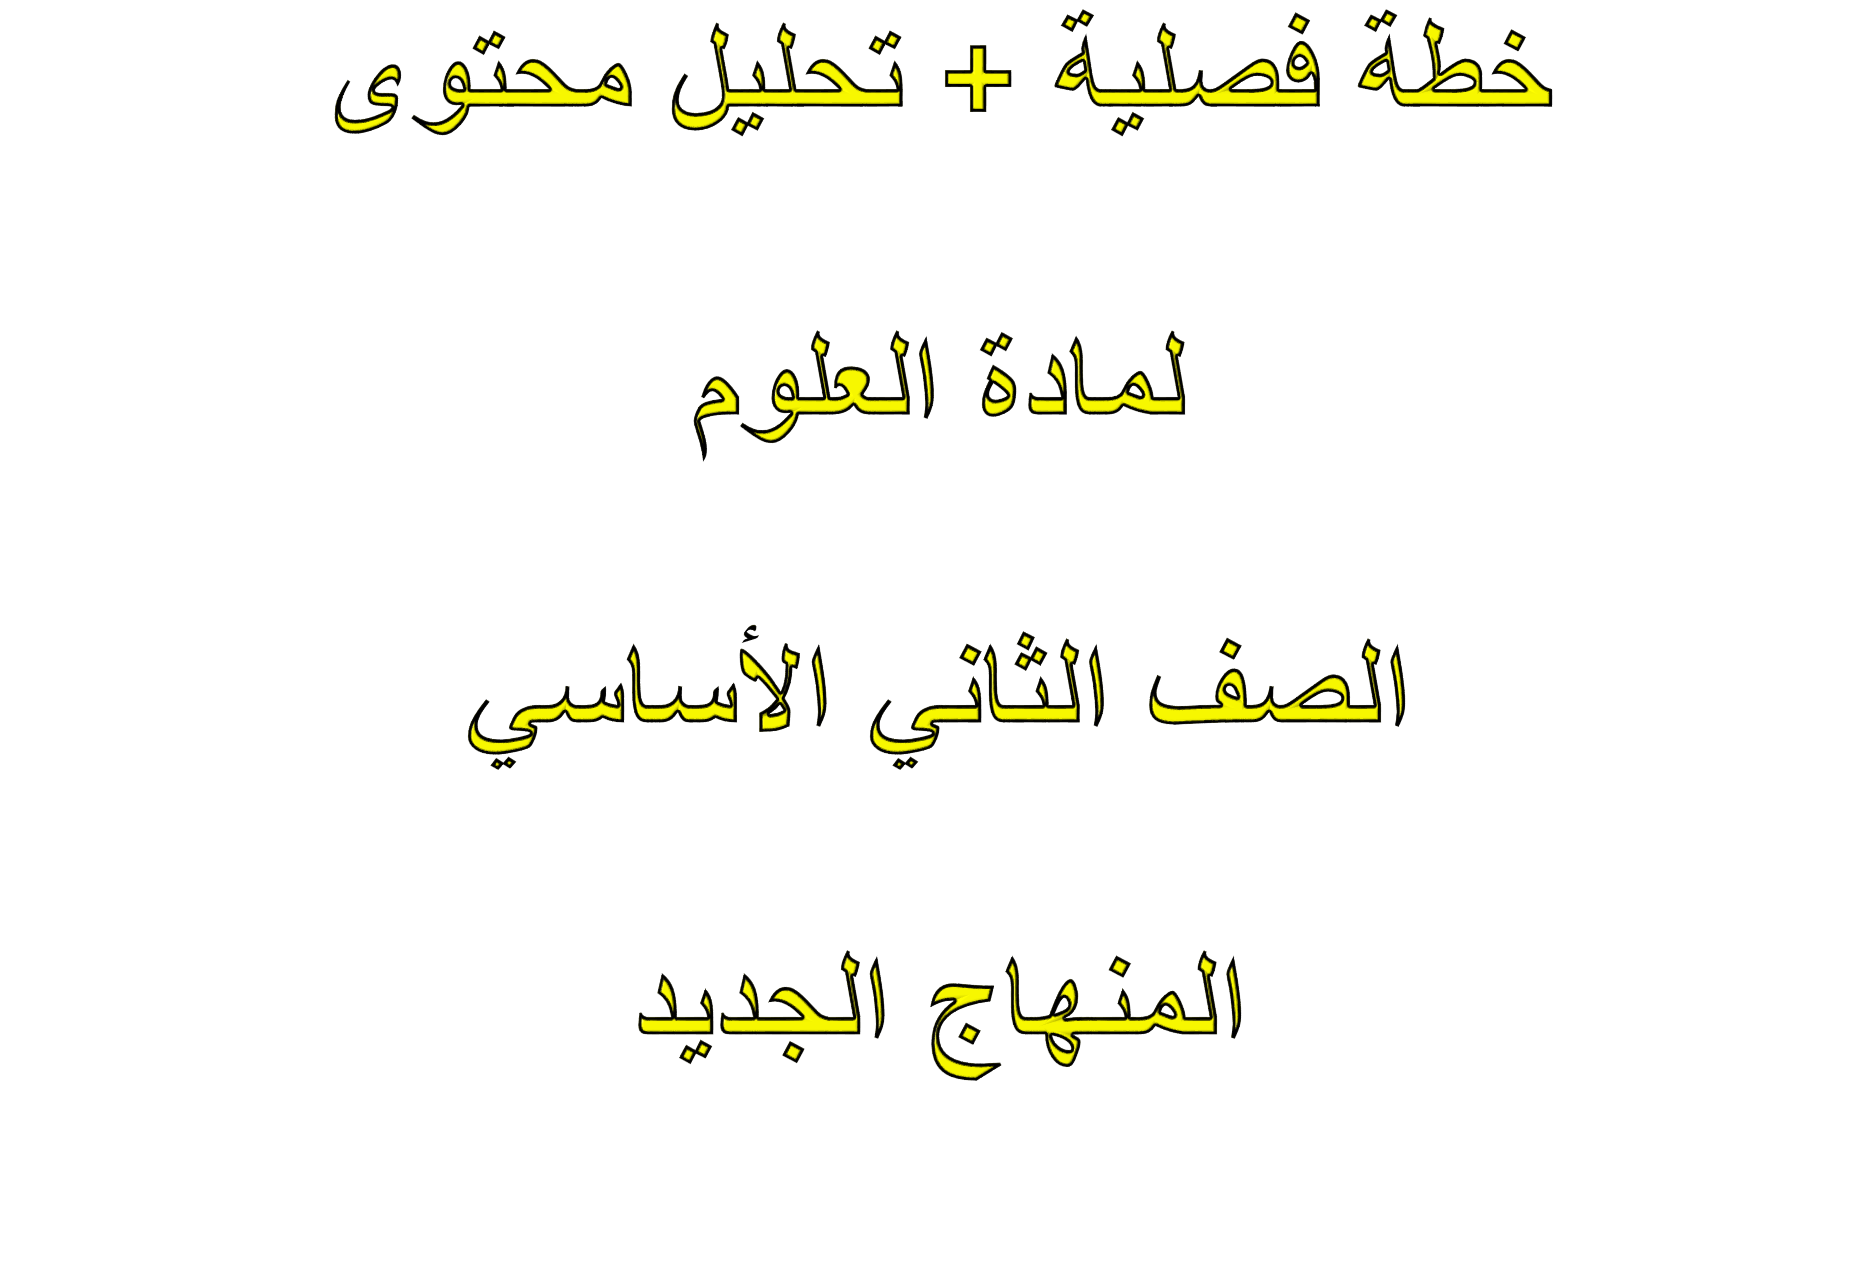 خطة فصلية + تحليل محتوى
لمادة العلوم
الصف الثاني الأساسي
المنهاج الجديد